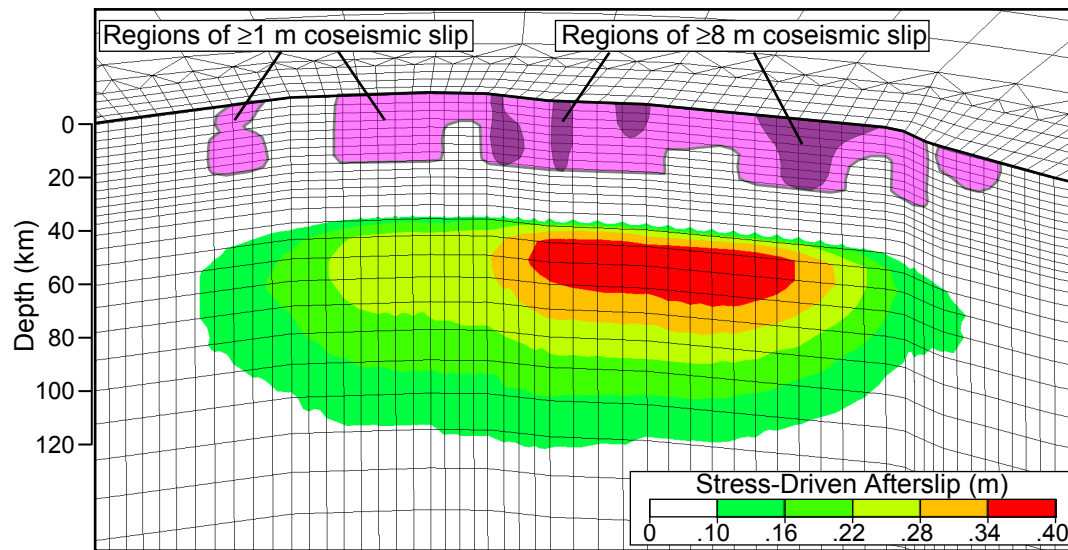 Regions of ≥1 m coseismic slip
Regions of ≥8 m coseismic slip
0
20
40
60
80
100
120
Depth (km)
Stress-Driven Afterslip (m)
0 .10 .16 .22 .28 .34 .40